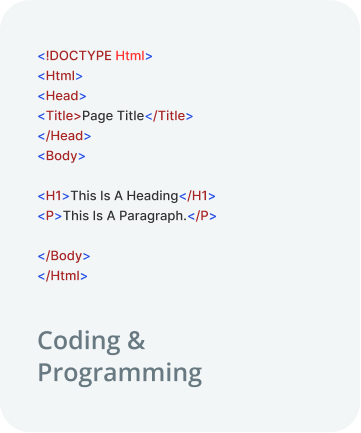 <!DOCTYPE Html>
<Html>
<Head>
<Title>Page Title</Title>
</Head>
<Body>
<H1>This Is A Heading</H1>
<P>This Is A Paragraph.</P>
</Body>
</Html>
Coding &
Programming